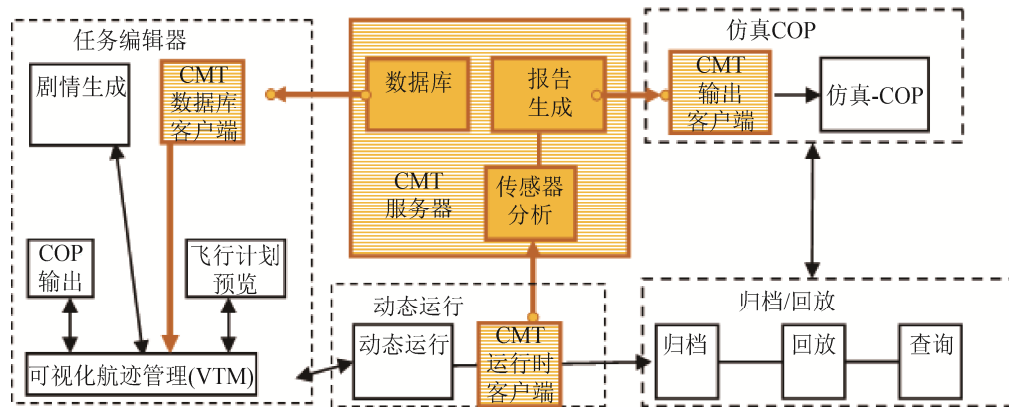 任务编辑器
剧情生成
CMT
数据库
客户端
COP
输出
飞行计划
预览
可视化航迹管理(VTM)
数据库
报告
生成
CMT
服务器
传感器
分析
动态运行
动态运行
CMT
运行时
客户端
仿真COP
CMT
输出
客户端
仿真-COP
归档/回放
归档
回放
查询